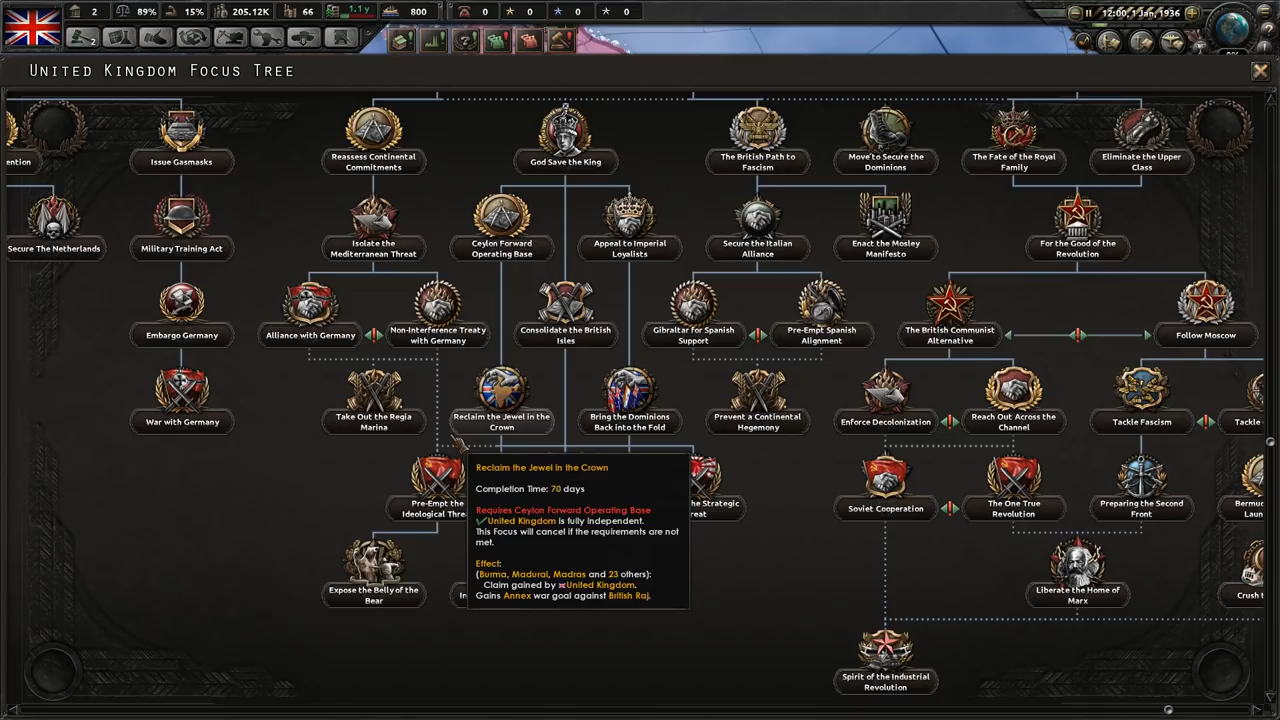 2
89%
15%
205.12K
66
1.1 y
800
0
0
0
0
12:00, 1 Jan, 1936
2
United Kingdom Focus Tree
ention
Issue Gasmasks
Reassess Continental
Commitments
God Save the King
The British Path to
Fascism
Move to Secure the
Dominions
The Fate of the Royal
Family
Eliminate the Upper
Class
Secure The Netherlands
Military Training Act
Isolate the
Mediterranean Threat
Ceylon Forward
Operating Base
Appeal to Imperial
Loyalists
Secure the Italian
Alliance
Enact the Mosley
Manifesto
For the Good of the
Revolution
Embargo Germany
Alliance with Germany
Non-Interference Treaty
with Germany
Consolidate the British
Isles
Gibraltar for Spanish
Support
Pre-Empt Spanish
Alignment
The British Communist
Alternative
Follow Moscow
War with Germany
Take Out the Regia
Marina
Reclaim the Jewel in the
Crown
Bring the Dominions
Back into the Fold
Prevent a Continental
Hegemony
Enforce Decolonization
Reach Out Across the
Channel
Tackle Fascism
Tackle
Pre-Empt the
Ideological Thre
the Strategic
reat
Soviet Cooperation
The One True
Revolution
Preparing the Second
Front
Bermu
Laun
Reclaim the Jewel in the Crown
Completion Time: 70 days
Requires Ceylon Forward Operating Base
United Kingdom is fully independent.
This Focus will cancel if the requirements are not
met.
Effect:
(Burma, Madurai, Madras and 23 others):
Claim gained by United Kingdom.
Gains Annex war goal against British Raj.
Expose the Belly of the
Bear
In
Liberate the Home of
Marx
Crush t
Spirit of the Industrial
Revolution